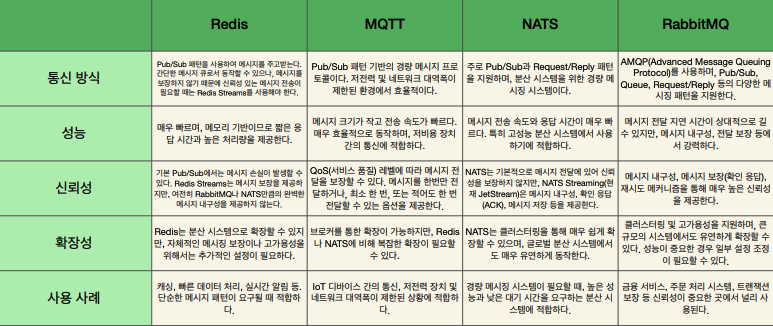 Redis
MQTT
NATS
RabbitMQ
통신 방식
Pub/Sub 패턴을 사용하여 메시지를 주고받는다.
간단한 메시지 큐로서 동작할 수 있으나, 메시지를
보장하지 않기 때문에 신뢰성 있는 메시지 전송이
필요할 때는 Redis Streams를 사용해야 한다.
Pub/Sub 패턴 기반의 경량 메시지 프로
토콜이다. 저전력 및 네트워크 대역폭이
제한된 환경에서 효율적이다.
주로 Pub/Sub과 Request/Reply 패턴
을 지원하며, 분산 시스템을 위한 경량 메
시징 시스템이다.
AMQP(Advanced Message Queuing
Protocol)를 사용하며, Pub/Sub,
Queue, Request/Reply 등의 다양한 메
시징 패턴을 지원한다.
성능
매우 빠르며, 메모리 기반이므로 짧은 응
답 시간과 높은 처리량을 제공한다.
메시지 크기가 작고 전송 속도가 빠르다.
매우 효율적으로 동작하며, 저비용 장치
간의 통신에 적합하다.
메시지 전송 속도와 응답 시간이 매우 빠
르다. 특히 고성능 분산 시스템에서 사용
하기에 적합하다.
메시지 전달 지연 시간이 상대적으로 길
수 있지만, 메시지 내구성, 전달 보장 등에
서 강력하다.
신뢰성
기본 Pub/Sub에서는 메시지 손실이 발생할 수
있다. Redis Streams는 메시지 보장을 제공하
지만, 여전히 RabbitMQ나 NATS만큼의 완벽한
메시지 내구성을 제공하지는 않는다.
QoS(서비스 품질) 레벨에 따라 메시지 전
달을 보장할 수 있다. 메시지를 한번만 전
달하거나, 최소 한 번, 또는 적어도 한 번
전달할 수 있는 옵션을 제공한다.
NATS는 기본적으로 메시지 전달에 있어 신뢰
성을 보장하지 않지만, NATS Streaming(현
재 JetStream)은 메시지 내구성, 확인 응답
(ACK), 메시지 저장 등을 제공한다.
메시지 내구성, 메시지 보장(확인 응답),
재시도 메커니즘을 통해 매우 높은 신뢰성
을 제공한다.
확장성
Redis는 분산 시스템으로 확장할 수 있지
만, 자체적인 메시징 보장이나 고가용성을
위해서는 추가적인 설정이 필요하다.
브로커를 통한 확장이 가능하지만, Redis
나 NATS에 비해 복잡한 확장이 필요할
수 있다.
NATS는 클러스터링을 통해 매우 쉽게 확
장할 수 있으며, 글로벌 분산 시스템에서
도 매우 유연하게 동작한다.
클러스터링 및 고가용성을 지원하며, 큰
규모의 시스템에서도 유연하게 확장할 수
있다. 성능이 중요한 경우 일부 설정 조정
이 필요할 수 있다.
사용 사례
캐싱, 빠른 데이터 처리, 실시간 알림 등.
단순한 메시지 패턴이 요구될 때 적합하
다.
IoT 디바이스 간의 통신, 저전력 장치 및
네트워크 대역폭이 제한된 상황에 적합하
다.
경량 메시징 시스템이 필요할 때, 높은 성
능과 낮은 대기 시간을 요구하는 분산 시
스템에 적합하다.
금융 서비스, 주문 처리 시스템, 트랜잭션
보장 등 신뢰성이 중요한 곳에서 널리 사
용된다.